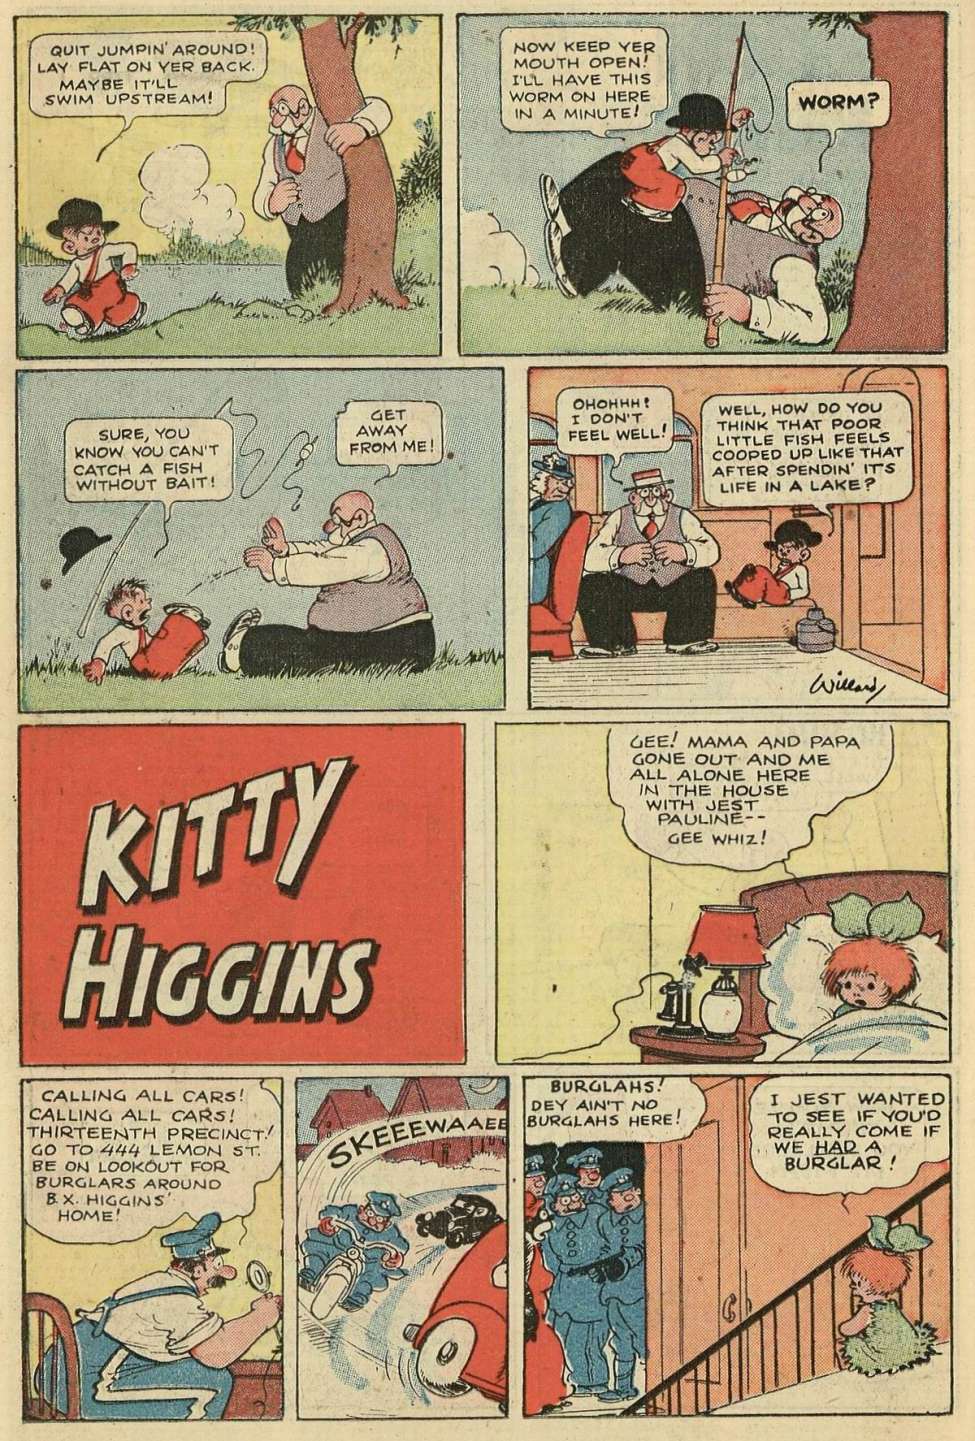 QUIT JUMPIN' AROUND!
LAY FLAT ON YER BACK.
MAYBE IT'LL
SWIM UPSTREAM!
NOW KEEP YER
MOUTH OPEN!
I'LL HAVE THIS
WORM ON HERE
IN A MINUTE!
WORM?
SURE, YOU
KNOW YOU CAN'T
CATCH A FISH
WITHOUT BAIT!
GET
AWAY
FROM ME!
OHOHHH!
I DON'T
FEEL WELL!
WELL, HOW DO YOU
THINK THAT POOR
LITTLE FISH FEELS
COOPED UP LIKE THAT
AFTER SPENDIN' IT'S
LIFE IN A LAKE?
Willard
KITTY
HIGGINS
GEE! MAMA AND PAPA
GONE OUT AND ME
ALL ALONE HERE
IN THE HOUSE
WITH JEST
PAULINE--
GEE WHIZ!
CALLING ALL CARS!
CALLING ALL CARS!
THIRTEENTH PRECINCT!
GO TO 444 LEMON ST.
BE ON LOOKOUT FOR
BURGLARS AROUND
B.X. HIGGINS'
HOME!
SKEEEWAAEE
BURGLAHS!
DEY AIN'T NO
BURGLAHS HERE!
I JEST WANTED
TO SEE IF YOU'D
REALLY COME IF
WE HAD A
BURGLAR!